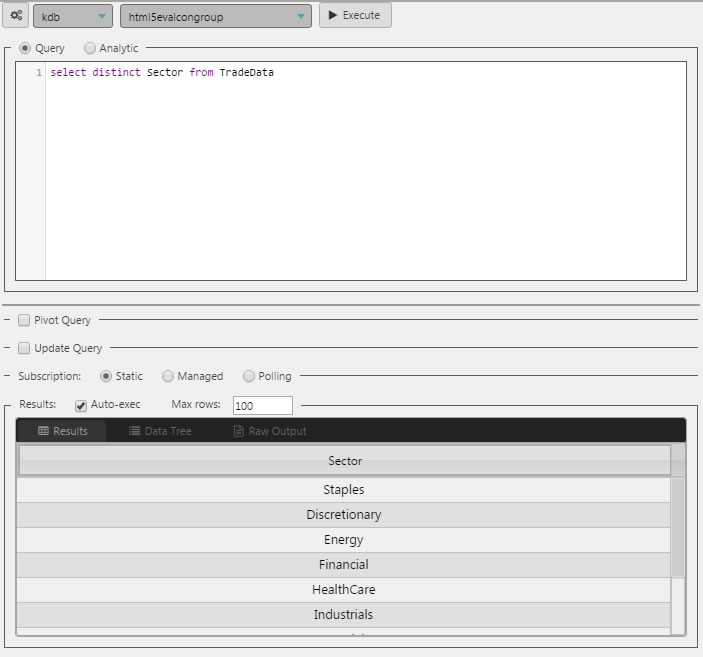 kdb html5evalcongroup Execute
Query Analytic
1 select distinct Sector from TradeData
Pivot Query
Update Query
Subscription: Static Managed Polling
Results: Auto-exec Max rows: 100
Results Data Tree Raw Output
Sector
Staples
Discretionary
Energy
Financial
HealthCare
Industrials